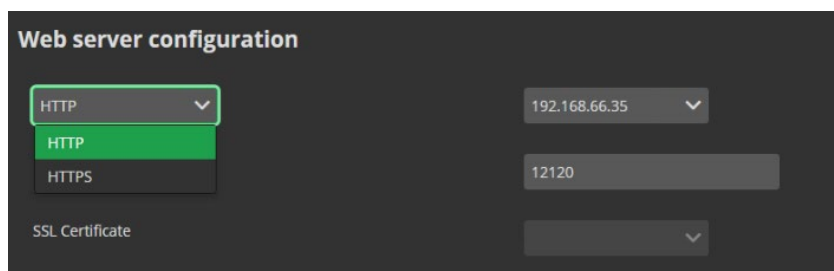 Web server configuration
HTTP
192.168.66.35
HTTP
HTTPS
12120
SSL Certificate